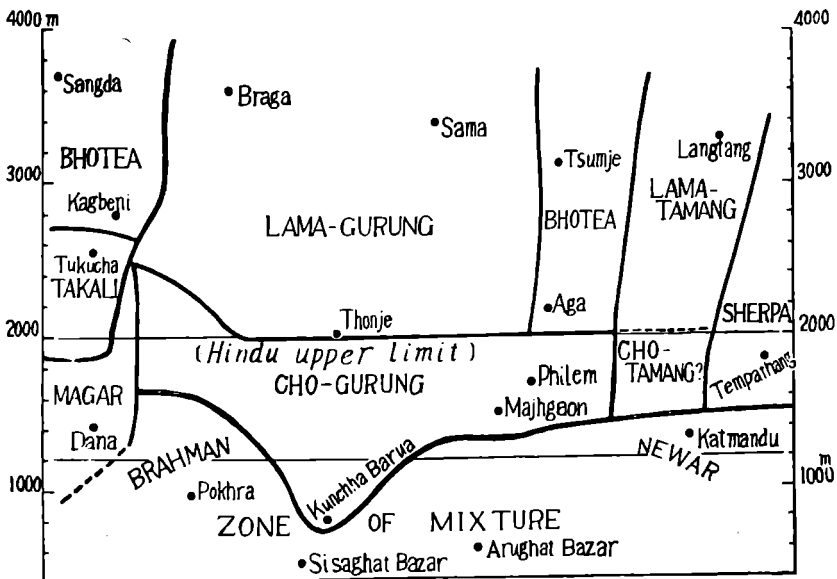 4000 m
4000
Sangda
Braga
Sama
Langtang
Tsumje
BHOTEA
3000
3000
LAMA-
TAMANG
Kagbeni
LAMA-GURUNG
BHOTEA
Tukucha
TAKALI
Aga
SHERPA
2000
Thonje
2000
(Hindu upper limit)
CHO-
TAMANG?
CHO-GURUNG
Philem
Tempathang
MAGAR
Majhgaon
Dana
Katmandu
BRAHMAN
NEWAR
Kunchha Barua
1000
Pokhra
1000 m
ZONE OF MIXTURE
Arughat Bazar
Sisaghat Bazar